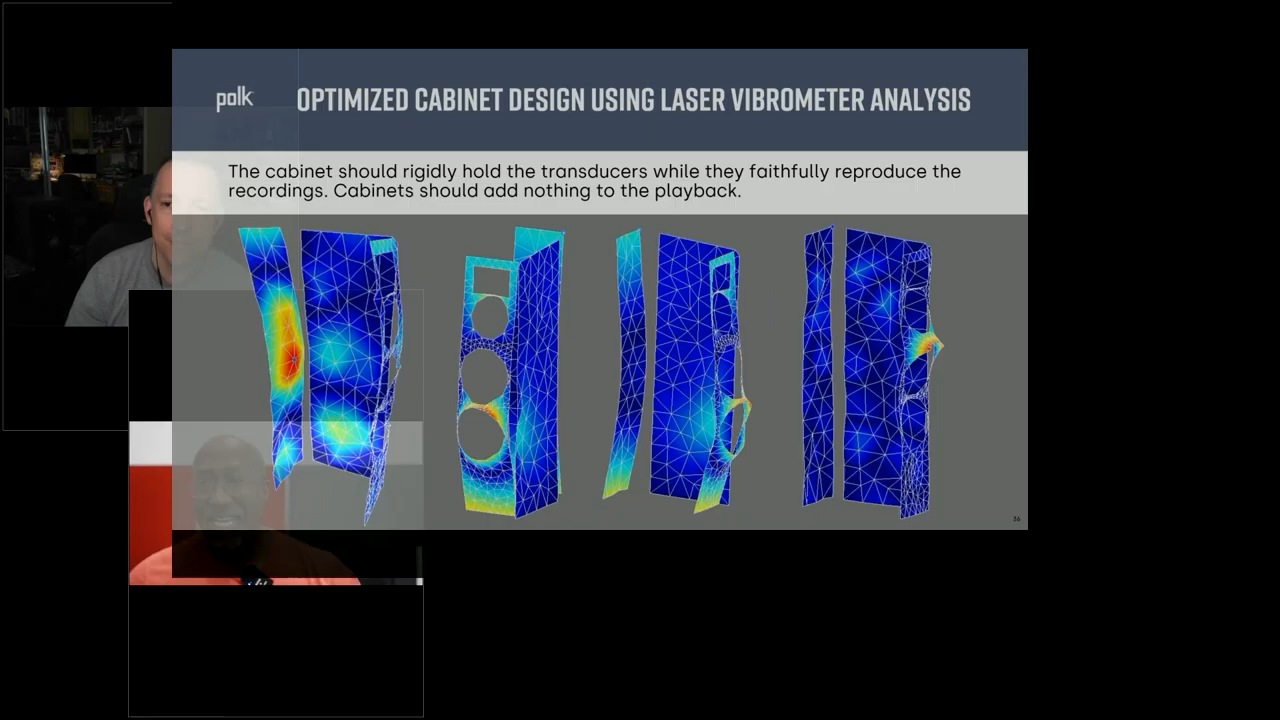 polk
OPTIMIZED CABINET DESIGN USING LASER VIBROMETER ANALYSIS
The cabinet should rigidly hold the transducers while they faithfully reproduce the
recordings. Cabinets should add nothing to the playback.
36